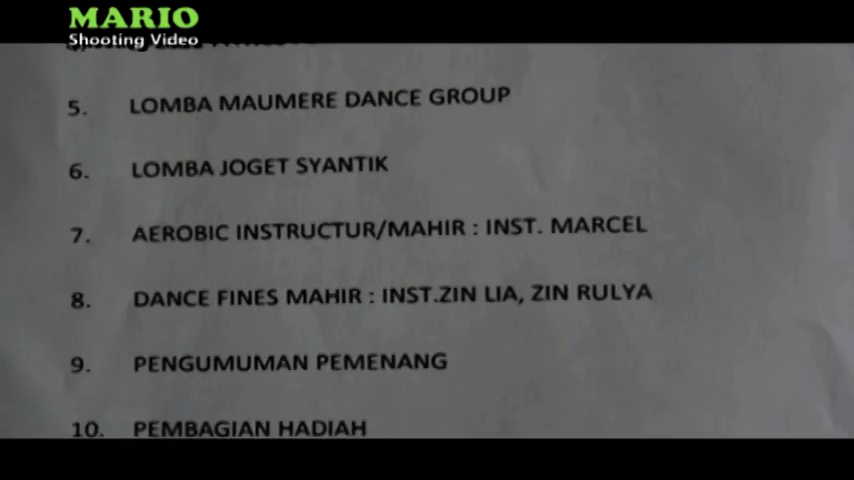 MARIO
Shooting Video
5. LOMBA MAUMERE DANCE GROUP
6. LOMBA JOGET SYANTIK
7. AEROBIC INSTRUCTUR/MAHIR : INST. MARCEL
8. DANCE FINES MAHIR : INST.ZIN LIA, ZIN RULYA
9. PENGUMUMAN PEMENANG
10. PEMBAGIAN HADIAH